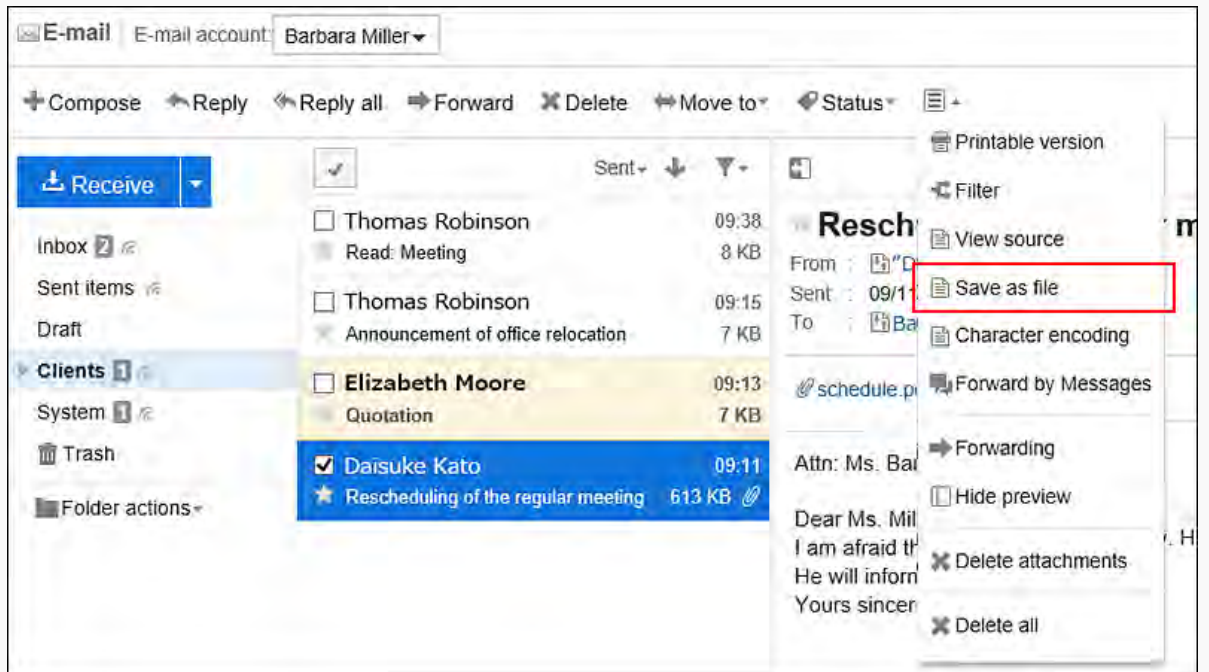 E-mail E-mail account: Barbara Miller
Compose Reply Reply all Forward Delete Move to Status
Receive
Inbox 2
Sent items
Draft
Clients 1
System 1
Trash
Folder actions
Sent
Thomas Robinson 09:38
Read: Meeting 8 KB
Thomas Robinson 09:15
Announcement of office relocation 7 KB
Elizabeth Moore 09:13
Quotation 7 KB
Daisuke Kato 09:11
Rescheduling of the regular meeting 613 KB
From :
Sent : 09/11
To :
Attn: Ms.
Dear Ms.
I am afraid
He will
Yours
Printable version
Filter
View source
Save as file
Character encoding
Forward by Messages
Forwarding
Hide preview
Delete attachments
Delete all